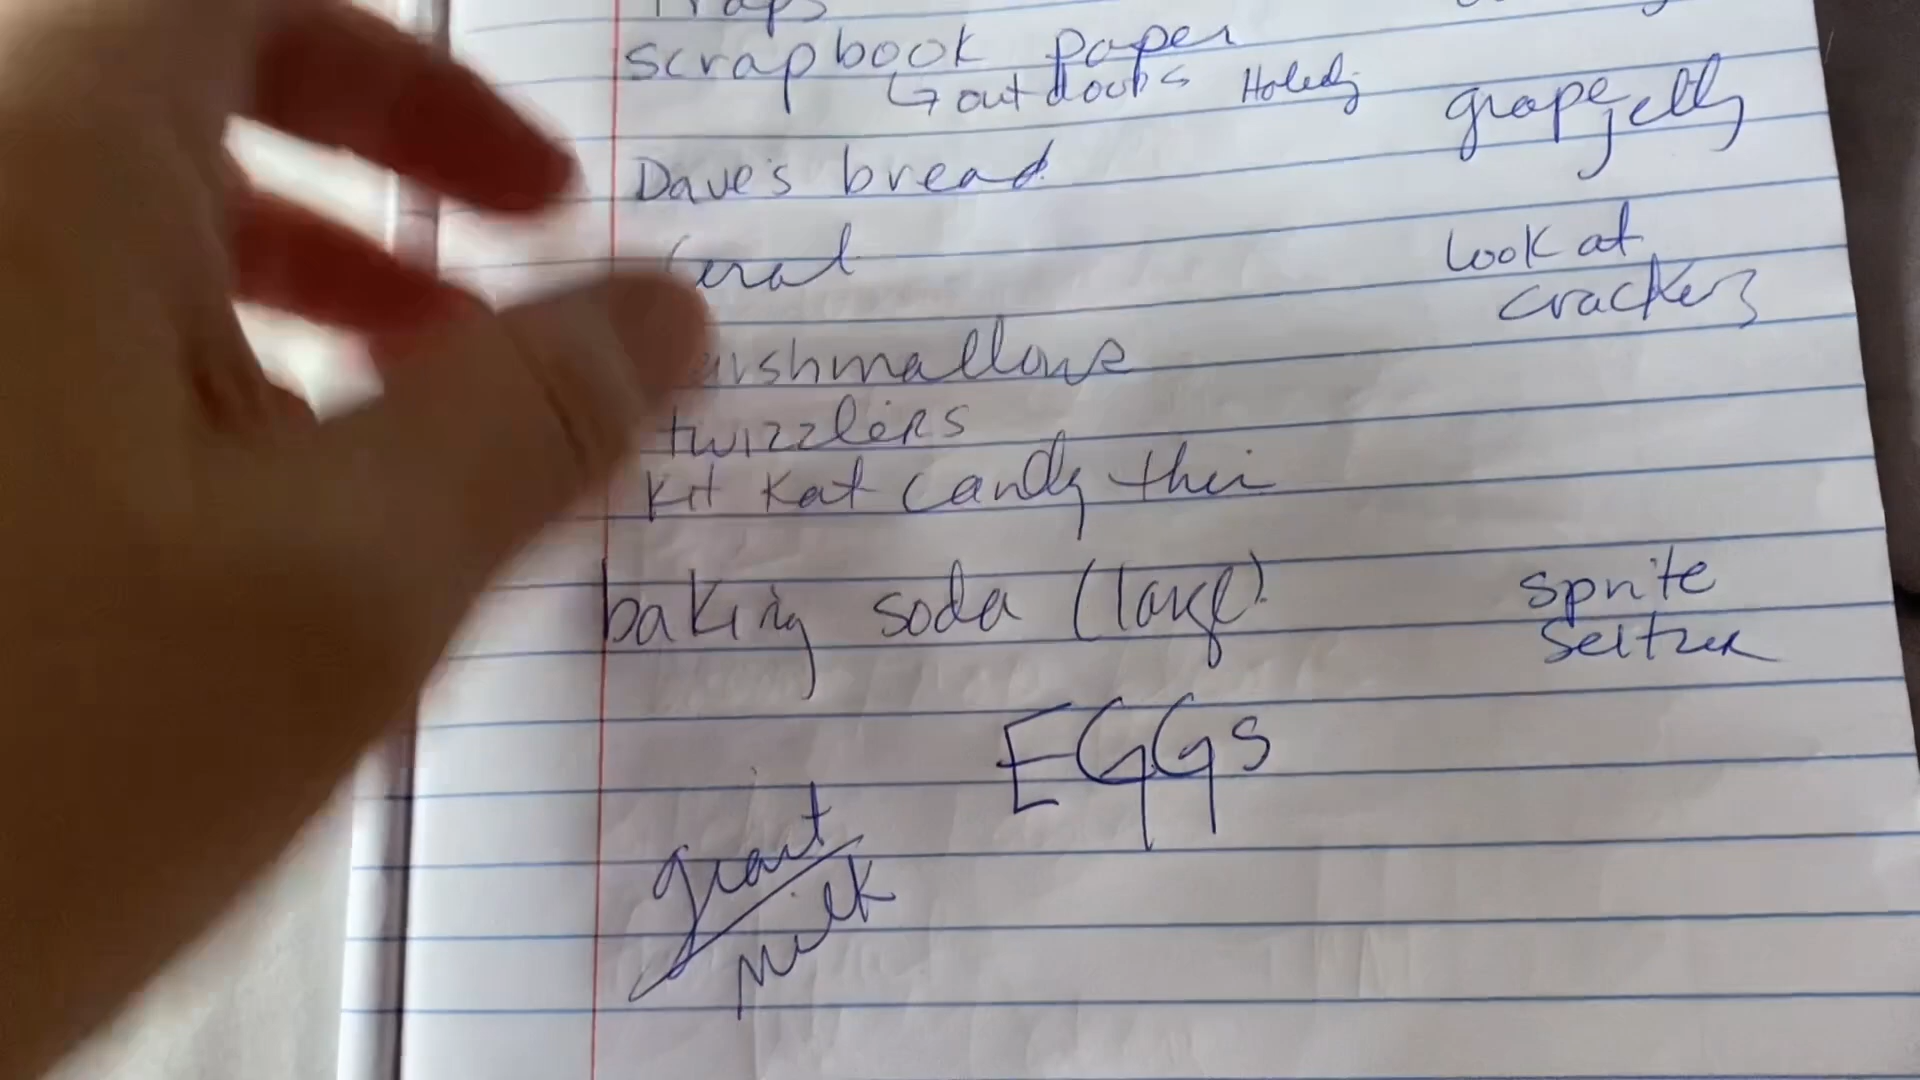 Traps
scrapbook paper
↳ outdoors Holiday
grape
jelly
Dave's bread
look at
crackers
twizzlers
Kit Kat candy thin
baking soda (large)
sprite
seltzer
EGGs
giant
milk